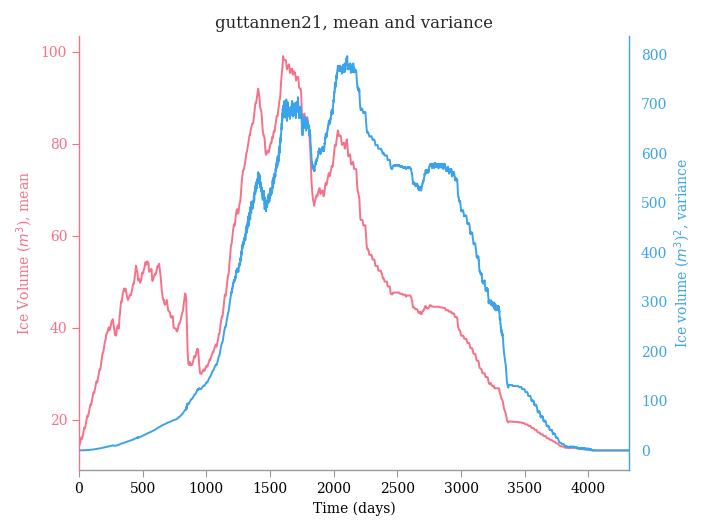 guttannen21, mean and variance
100
80
60
40
20
Ice Volume (m³), mean
800
700
600
500
400
300
200
100
0
Ice volume (m³)², variance
0 500 1000 1500 2000 2500 3000 3500 4000
Time (days)